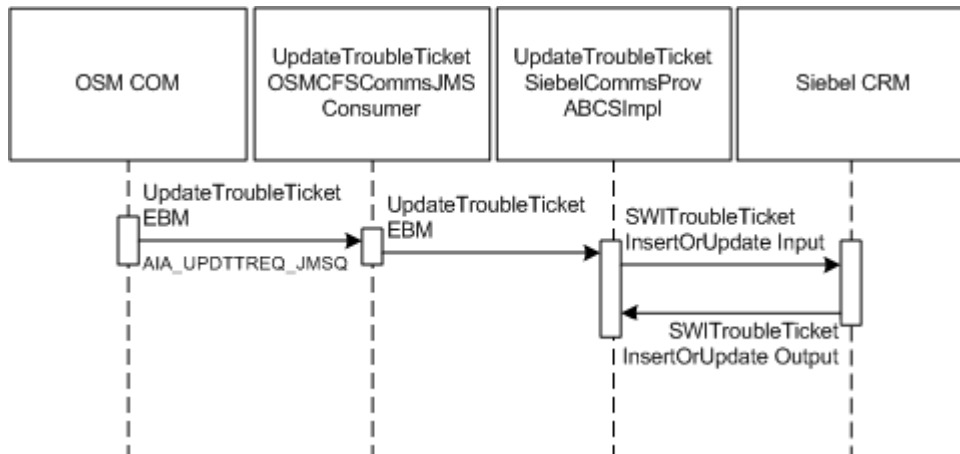 OSM COM
UpdateTroubleTicket
OSMCFSCommsJMS
Consumer
UpdateTroubleTicket
SiebelCommsProv
ABCSImpl
Siebel CRM
UpdateTroubleTicket
EBM
AIA_UPDTTREQ_JMSQ
UpdateTroubleTicket
EBM
SWITroubleTicket
InsertOrUpdate Input
SWITroubleTicket
InsertOrUpdate Output